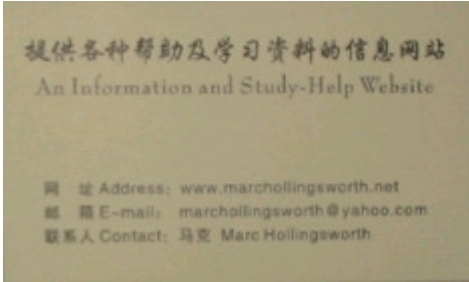 提供各种帮助及学习资料的信息网站
An Information and Study-Help Website
网 址 Address: www.marchollingsworth.net
邮 箱 E-mail: marchollingsworth@yahoo.com
联系人 Contact: 马克 Marc Hollingsworth